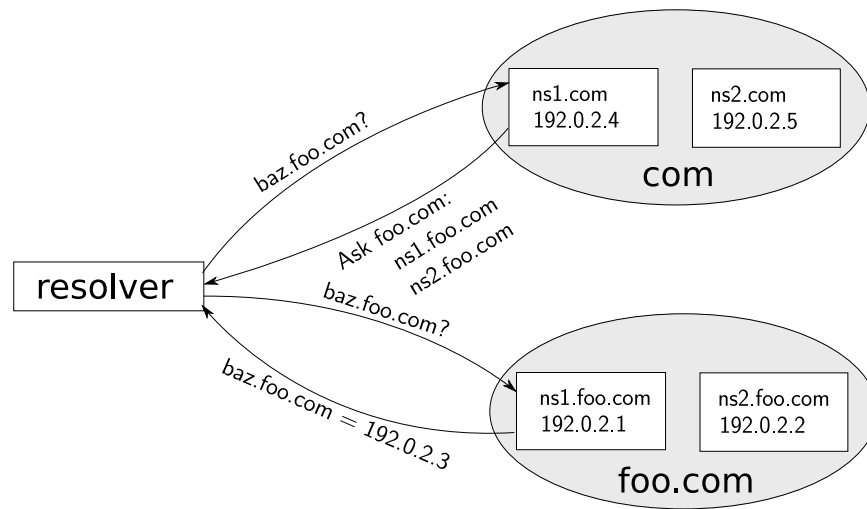 ns1.com
192.0.2.4
ns2.com
192.0.2.5
com
baz.foo.com?
Ask foo.com:
ns1.foo.com
ns2.foo.com
resolver
baz.foo.com?
baz.foo.com = 192.0.2.3
ns1.foo.com
192.0.2.1
ns2.foo.com
192.0.2.2
foo.com